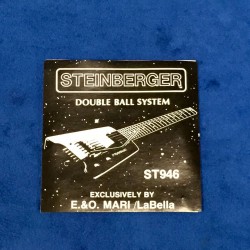 STEINBERGER
DOUBLE BALL SYSTEM
ST946
EXCLUSIVELY BY
E.&O. MARI/LaBella